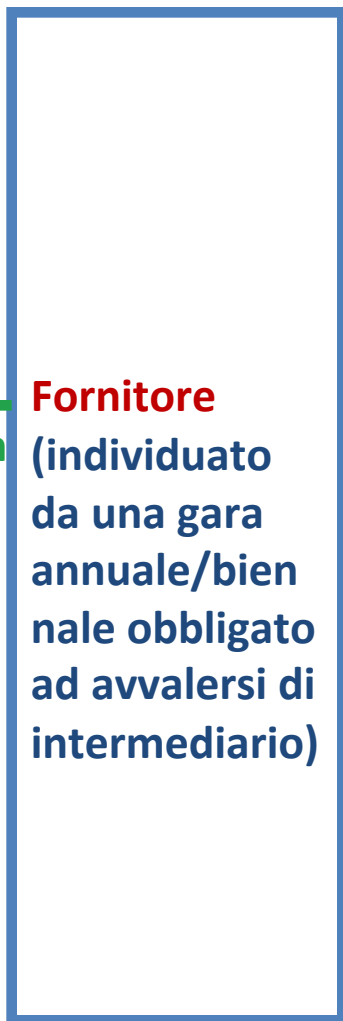 Fornitore
(individuato
da una gara
annuale/bien
nale obbligato
ad avvalersi di
intermediario)